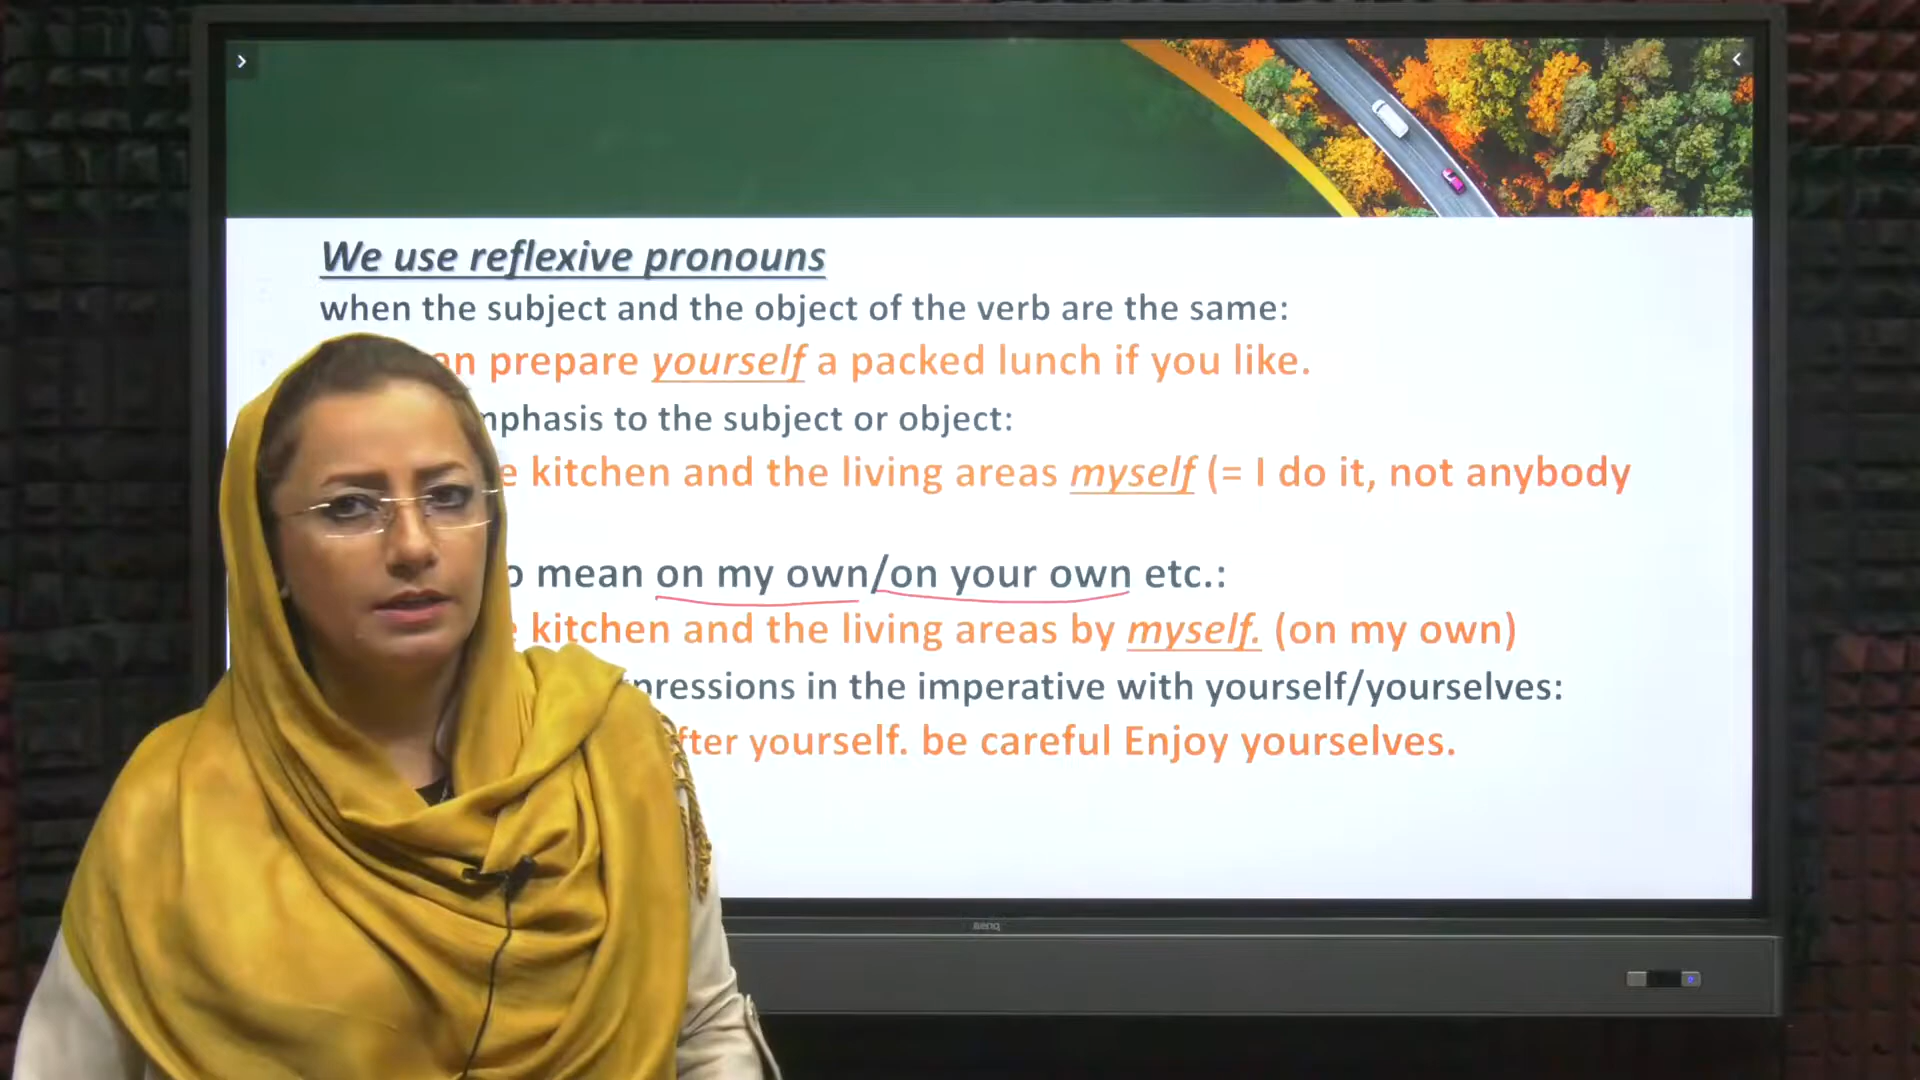 We use reflexive pronouns
when the subject and the object of the verb are the same:
prepare yourself a packed lunch if you like.
to the subject or object:
kitchen and the living areas myself (= I do it, not anybody
mean on my own/on your own etc.:
kitchen and the living areas by myself. (on my own)
in the imperative with yourself/yourselves:
yourself. be careful Enjoy yourselves.
BenQ